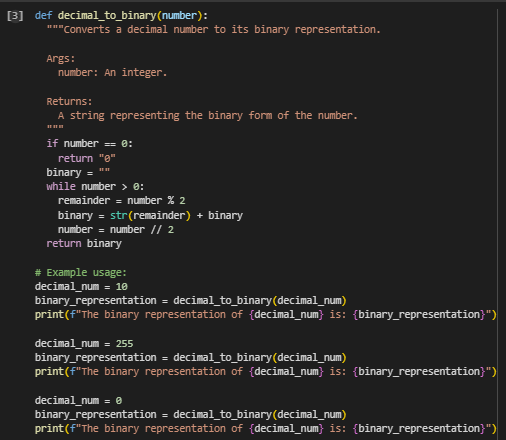 [3] def decimal_to_binary(number):
  """Converts a decimal number to its binary representation.

  Args:
    number: An integer.

  Returns:
    A string representing the binary form of the number.
  """
  if number == 0:
    return "0"
  binary = ""
  while number > 0:
    remainder = number % 2
    binary = str(remainder) + binary
    number = number // 2
  return binary

# Example usage:
decimal_num = 10
binary_representation = decimal_to_binary(decimal_num)
print(f"The binary representation of {decimal_num} is: {binary_representation}")

decimal_num = 255
binary_representation = decimal_to_binary(decimal_num)
print(f"The binary representation of {decimal_num} is: {binary_representation}")

decimal_num = 0
binary_representation = decimal_to_binary(decimal_num)
print(f"The binary representation of {decimal_num} is: {binary_representation}")